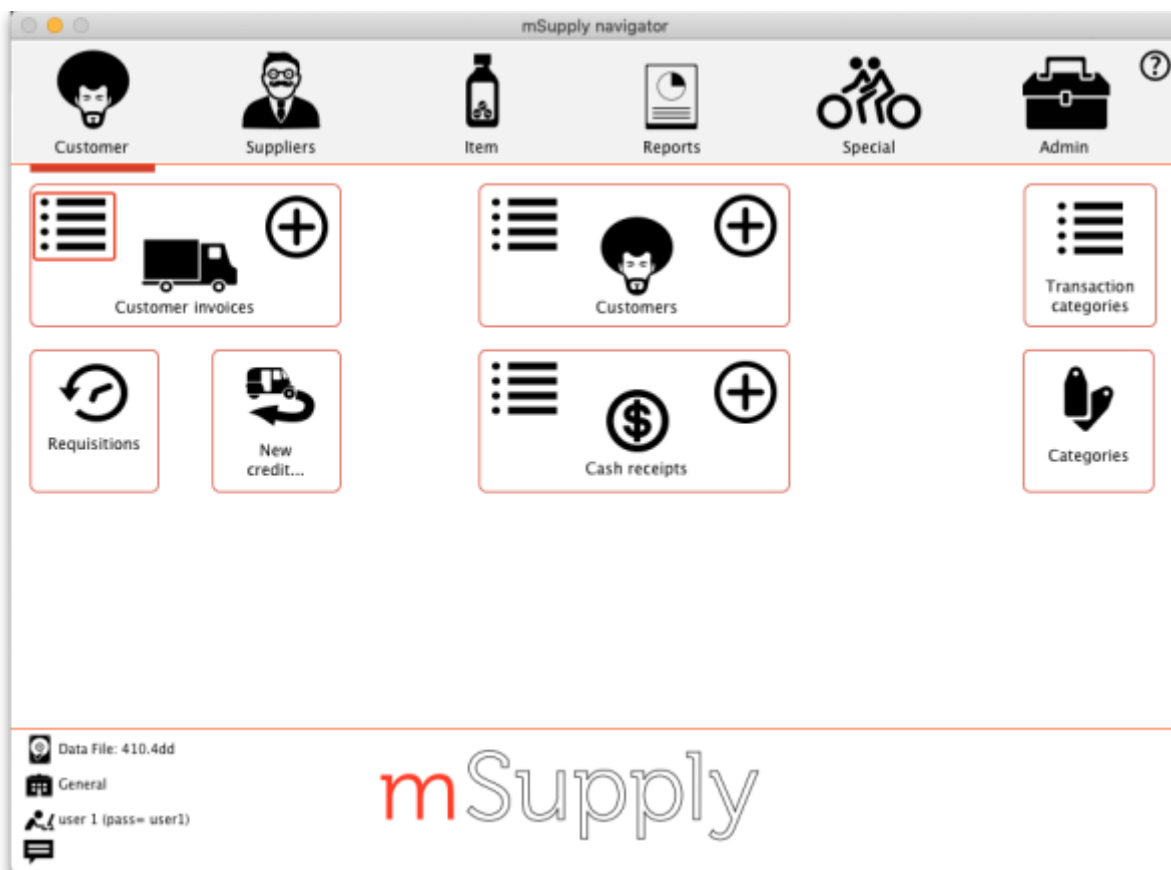 mSupply navigator
?
Customer
Suppliers
Item
Reports
Special
Admin
Customer invoices
Customers
Transaction
categories
Requisitions
New
credit...
$
Cash receipts
Categories
Data File: 410.4dd
General
user 1 (pass= user1)
mSupply